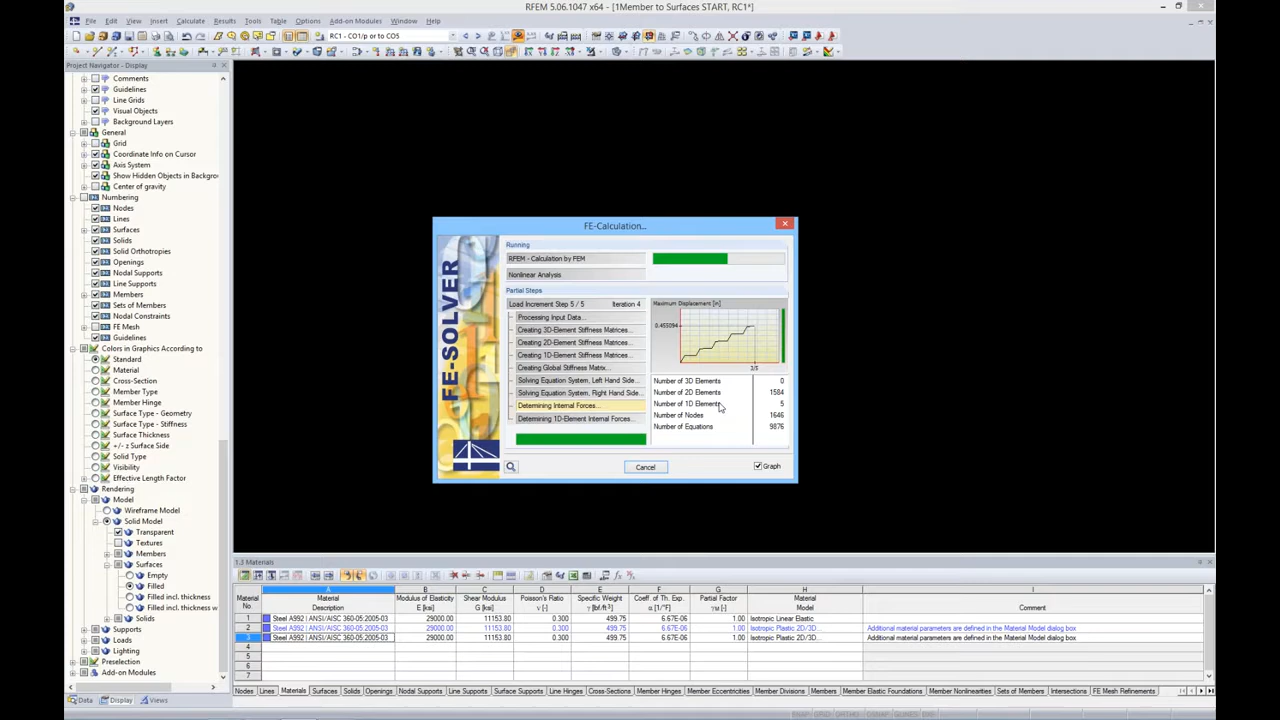 RFEM 5.06.1047 x64 - [1Member to Surfaces START, RC1*]
File Edit View Insert Calculate Results Tools Table Options Add-on Modules Window Help
RC1 - CO1/p or to CO5
Project Navigator - Display
Comments
Guidelines
Line Grids
Visual Objects
Background Layers
General
Grid
Coordinate Info on Cursor
Axis System
Show Hidden Objects in Backgro
Center of gravity
Numbering
Nodes
Lines
Surfaces
Solids
Solid Orthotropies
Openings
Nodal Supports
Line Supports
Members
Sets of Members
Nodal Constraints
FE Mesh
Guidelines
Colors in Graphics According to
Standard
Material
Cross-Section
Member Type
Member Hinge
Surface Type - Geometry
Surface Type - Stiffness
Surface Thickness
+/- z Surface Side
Solid Type
Visibility
Effective Length Factor
Rendering
Model
Wireframe Model
Solid Model
Transparent
Textures
Members
Surfaces
Empty
Filled
Filled incl. thickness
Filled incl. thickness w
Solids
Supports
Loads
Lighting
Preselection
Add-on Modules
Data Display Views
FE-Calculation...
FE-SOLVER
Running
RFEM - Calculation by FEM
Nonlinear Analysis
Partial Steps
Load Increment Step 5 / 5 Iteration 4
Processing Input Data...
Creating 3D-Element Stiffness Matrices...
Creating 2D-Element Stiffness Matrices...
Creating 1D-Element Stiffness Matrices...
Creating Global Stiffness Matrix...
Solving Equation System, Left Hand Side...
Solving Equation System, Right Hand Side...
Determining Internal Forces...
Determining 1D-Element Internal Forces...
Maximum Displacement [in]
0.455094
3/5
Number of 3D Elements 0
Number of 2D Elements 1584
Number of 1D Elements 5
Number of Nodes 1646
Number of Equations 9876
Cancel
Graph
1.3 Materials
A B C D E F G H I
Material No. Material Description Modulus of Elasticity E [ksi] Shear Modulus G [ksi] Poisson's Ratio ν [-] Specific Weight γ [lbf/ft³] Coeff. of Th. Exp. α [1/°F] Partial Factor γM [-] Material Model Comment
1 Steel A992 | ANSI/AISC 360-05:2005-03 29000.00 11153.80 0.300 499.75 6.67E-06 1.00 Isotropic Linear Elastic
2 Steel A992 | ANSI/AISC 360-05:2005-03 29000.00 11153.80 0.300 499.75 6.67E-06 1.00 Isotropic Plastic 2D/3D... Additional material parameters are defined in the Material Model dialog box
3 Steel A992 | ANSI/AISC 360-05:2005-03 29000.00 11153.80 0.300 499.75 6.67E-06 1.00 Isotropic Plastic 2D/3D... Additional material parameters are defined in the Material Model dialog box
4
5
6
7
Nodes Lines Materials Surfaces Solids Openings Nodal Supports Line Supports Surface Supports Line Hinges Cross-Sections Member Hinges Member Eccentricities Member Divisions Members Member Elastic Foundations Member Nonlinearities Sets of Members Intersections FE Mesh Refinements
SNAP GRID ORTHO CARTES OSNAP GLINES DXF